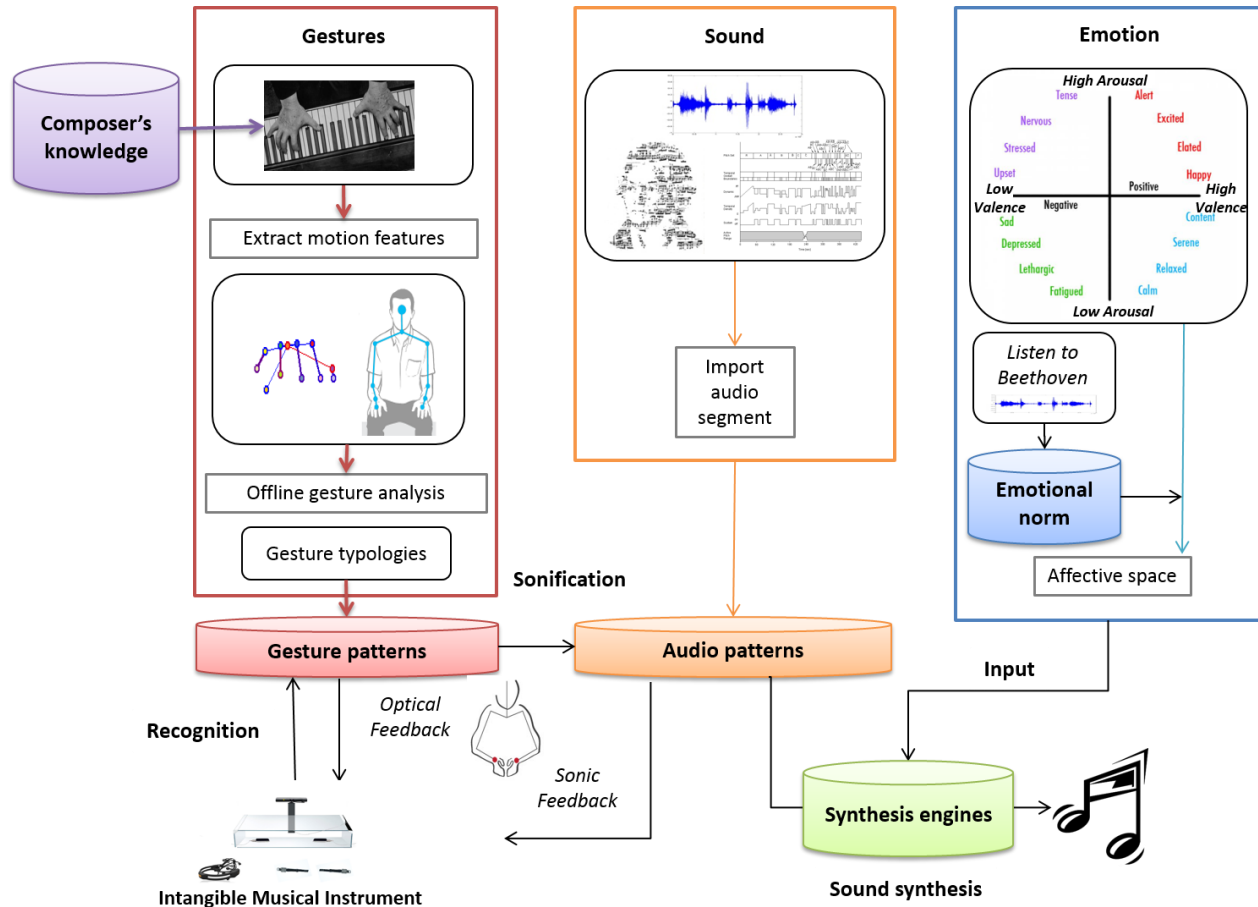 Gestures
Sound
Emotion
Composer's
knowledge
Extract motion features
Offline gesture analysis
Gesture typologies
Import
audio
segment
High Arousal
Tense
Alert
Nervous
Excited
Stressed
Elated
Upset
Happy
Low
Valence
Positive
High
Valence
Negative
Sad
Content
Depressed
Serene
Lethargic
Relaxed
Fatigued
Calm
Low Arousal
Listen to
Beethoven
Emotional
norm
Affective space
Sonification
Gesture patterns
Audio patterns
Input
Recognition
Optical
Feedback
Sonic
Feedback
Synthesis engines
Intangible Musical Instrument
Sound synthesis